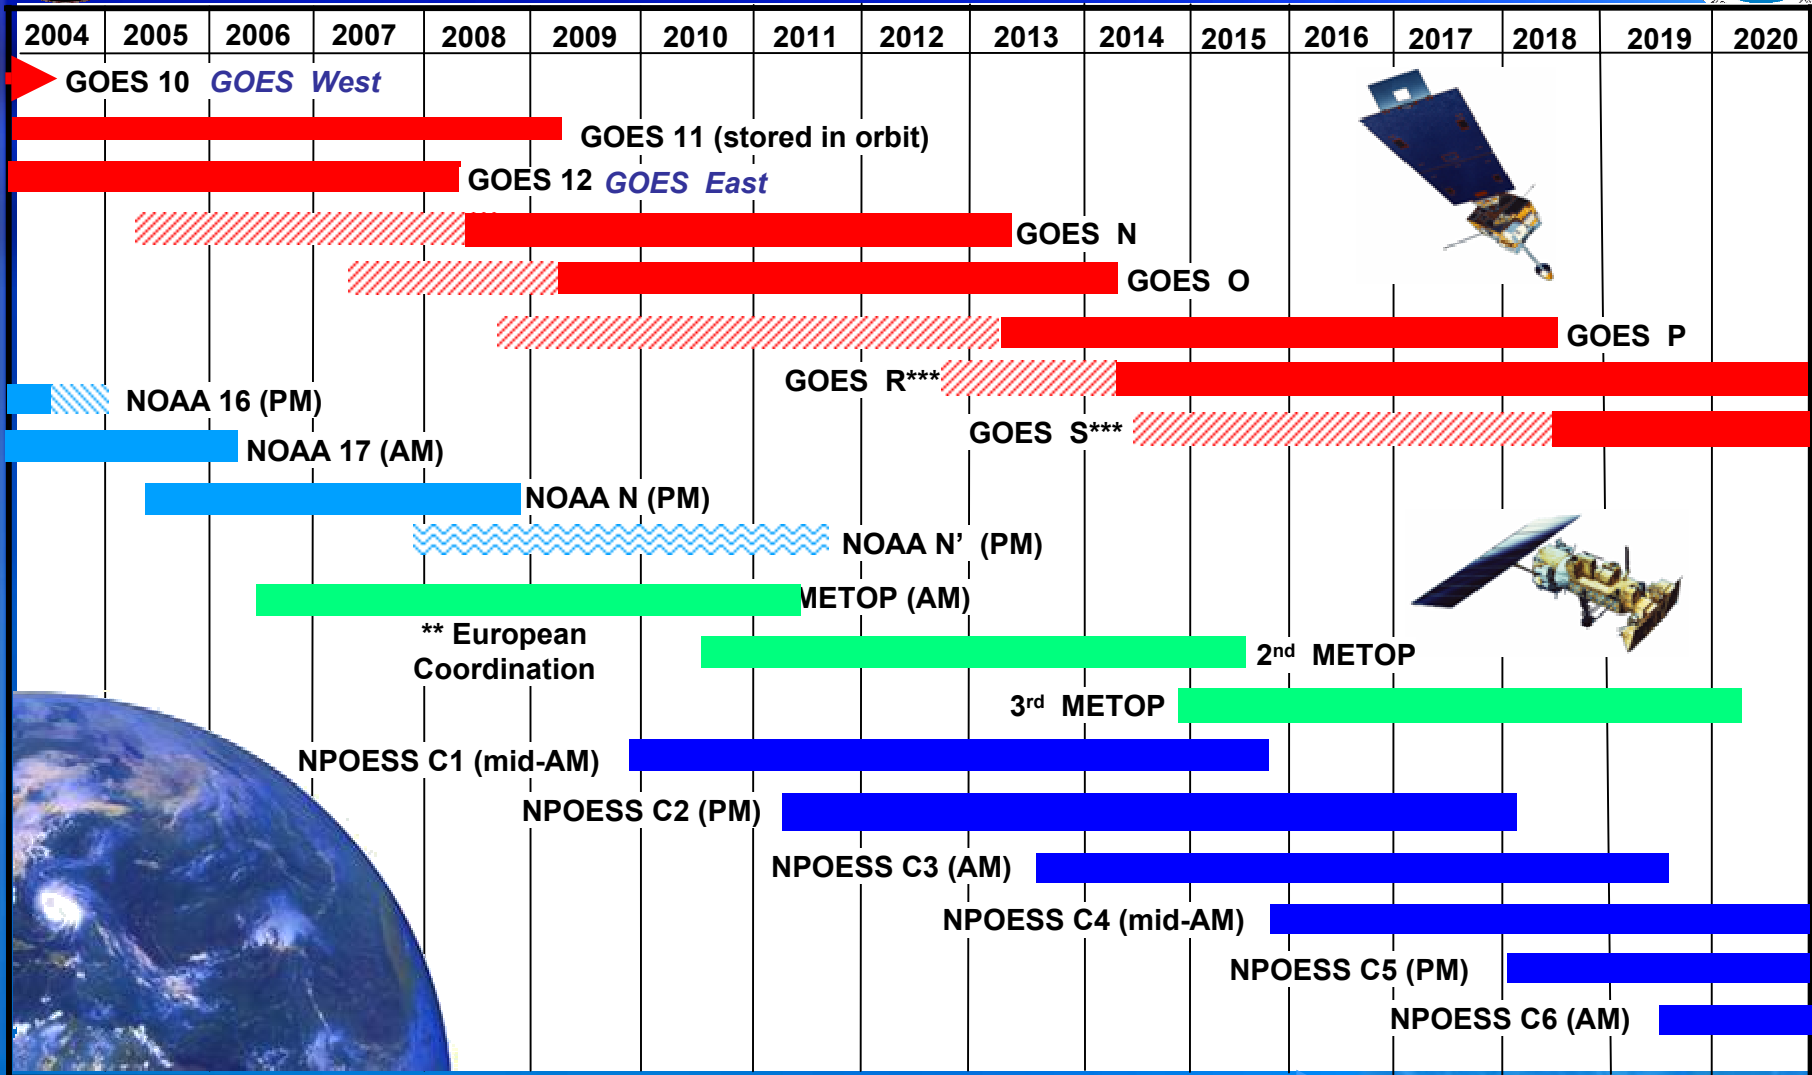 2004 2005 2006 2007 2008 2009 2010 2011 2012 2013 2014 2015 2016 2017 2018 2019 2020
GOES 10 GOES West
GOES 11 (stored in orbit)
GOES 12 GOES East
GOES N
GOES O
GOES P
GOES R***
NOAA 16 (PM)
GOES S***
NOAA 17 (AM)
NOAA N (PM)
NOAA N’ (PM)
METOP (AM)
** European
Coordination
2nd METOP
3rd METOP
NPOESS C1 (mid-AM)
NPOESS C2 (PM)
NPOESS C3 (AM)
NPOESS C4 (mid-AM)
NPOESS C5 (PM)
NPOESS C6 (AM)